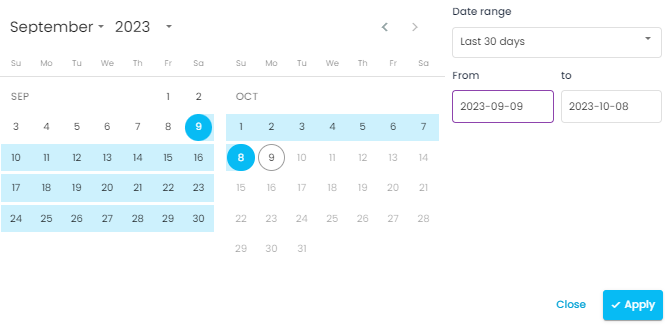 September 2023
Su Mo Tu We Th Fr Sa
SEP 1 2
3 4 5 6 7 8 9
10 11 12 13 14 15 16
17 18 19 20 21 22 23
24 25 26 27 28 29 30
Su Mo Tu We Th Fr Sa
OCT
1 2 3 4 5 6 7
8 9 10 11 12 13 14
15 16 17 18 19 20 21
22 23 24 25 26 27 28
29 30 31
Date range
Last 30 days
From to
2023-09-09 2023-10-08
Close Apply